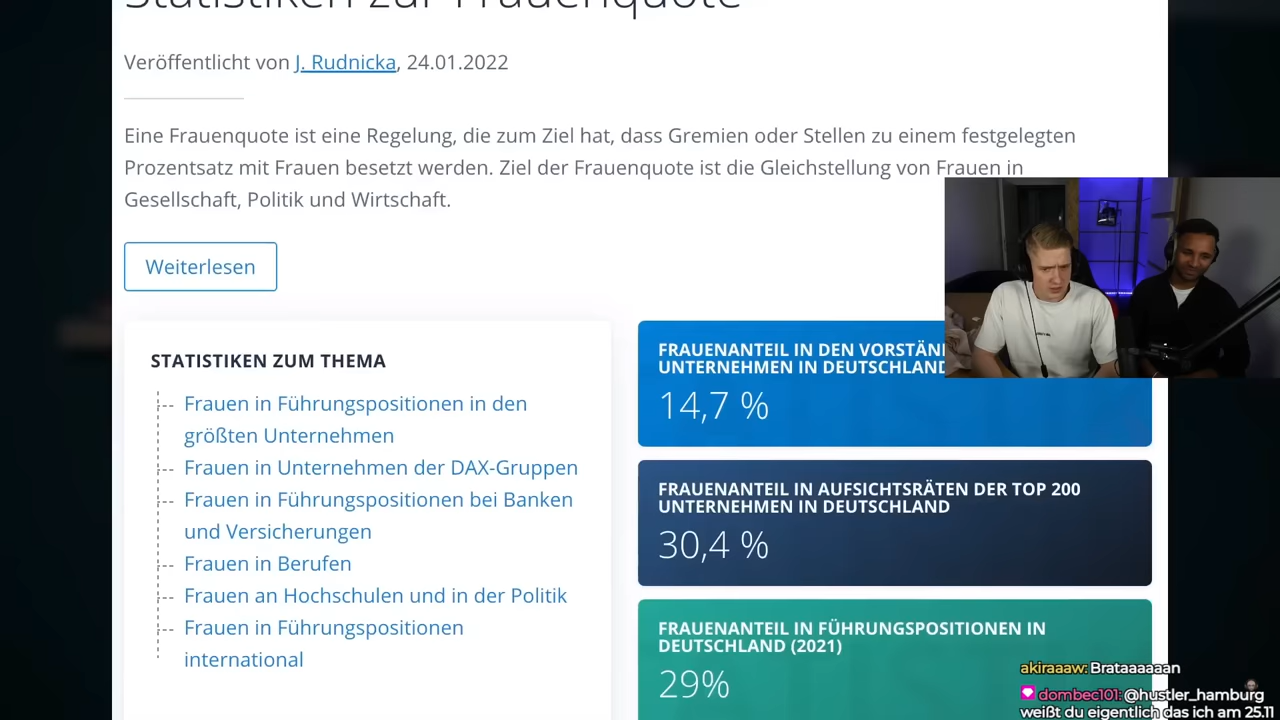 Statistiken zur Frauenquote
Veröffentlicht von J. Rudnicka, 24.01.2022
Eine Frauenquote ist eine Regelung, die zum Ziel hat, dass Gremien oder Stellen zu einem festgelegten
Prozentsatz mit Frauen besetzt werden. Ziel der Frauenquote ist die Gleichstellung von Frauen in
Gesellschaft, Politik und Wirtschaft.
Weiterlesen
STATISTIKEN ZUM THEMA
Frauen in Führungspositionen in den
größten Unternehmen
Frauen in Unternehmen der DAX-Gruppen
Frauen in Führungspositionen bei Banken
und Versicherungen
Frauen in Berufen
Frauen an Hochschulen und in der Politik
Frauen in Führungspositionen
international
FRAUENANTEIL IN DEN
UNTERNEHMEN IN DEUTSCHLAND
14,7 %
FRAUENANTEIL IN AUFSICHTSRÄTEN DER TOP 200
UNTERNEHMEN IN DEUTSCHLAND
30,4 %
FRAUENANTEIL IN FÜHRUNGSPOSITIONEN IN
DEUTSCHLAND (2021)
29%
akiraaaw: Brataaaaaan
dombec101: @hustler_hamburg
weißt du eigentlich das ich am 25.11